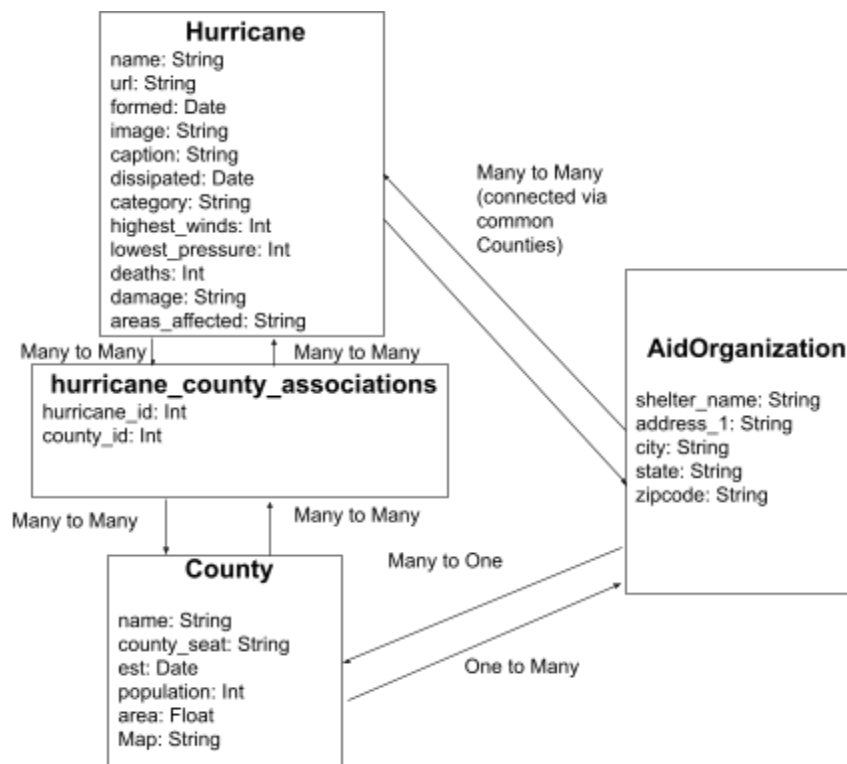 Hurricane
name: String
url: String
formed: Date
image: String
caption: String
dissipated: Date
category: String
highest_winds: Int
lowest_pressure: Int
deaths: Int
damage: String
areas_affected: String
Many to Many
(connected via
common
Counties)
AidOrganization
shelter_name: String
address_1: String
city: String
state: String
zipcode: String
Many to Many
Many to Many
hurricane_county_associations
hurricane_id: Int
county_id: Int
Many to Many
Many to Many
Many to One
One to Many
County
name: String
county_seat: String
est: Date
population: Int
area: Float
Map: String